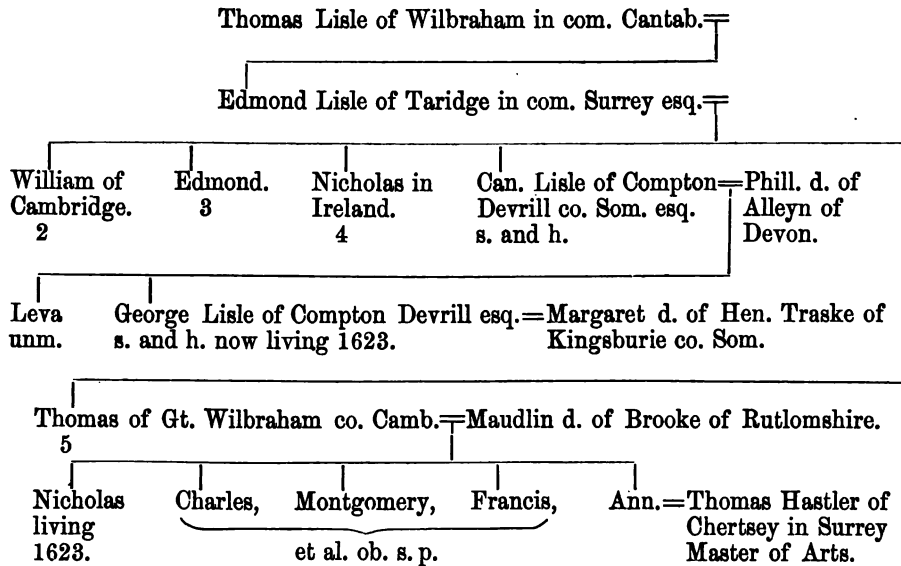 Thomas Lisle of Wilbraham in com. Cantab.
Edmond Lisle of Taridge in com. Surrey esq.
William of
Cambridge.
2
Edmond.
3
Nicholas in
Ireland.
4
Can. Lisle of Compton
Devrill co. Som. esq.
s. and h.
Phill. d. of
Alleyn of
Devon.
Leva
unm.
George Lisle of Compton Devrill esq.
s. and h. now living 1623.
Margaret d. of Hen. Traske of
Kingsburie co. Som.
Thomas of Gt. Wilbraham co. Camb.
5
Maudlin d. of Brooke of Rutlomshire.
Nicholas
living
1623.
Charles, Montgomery, Francis,
et al. ob. s. p.
Ann.
Thomas Hastler of
Chertsey in Surrey
Master of Arts.